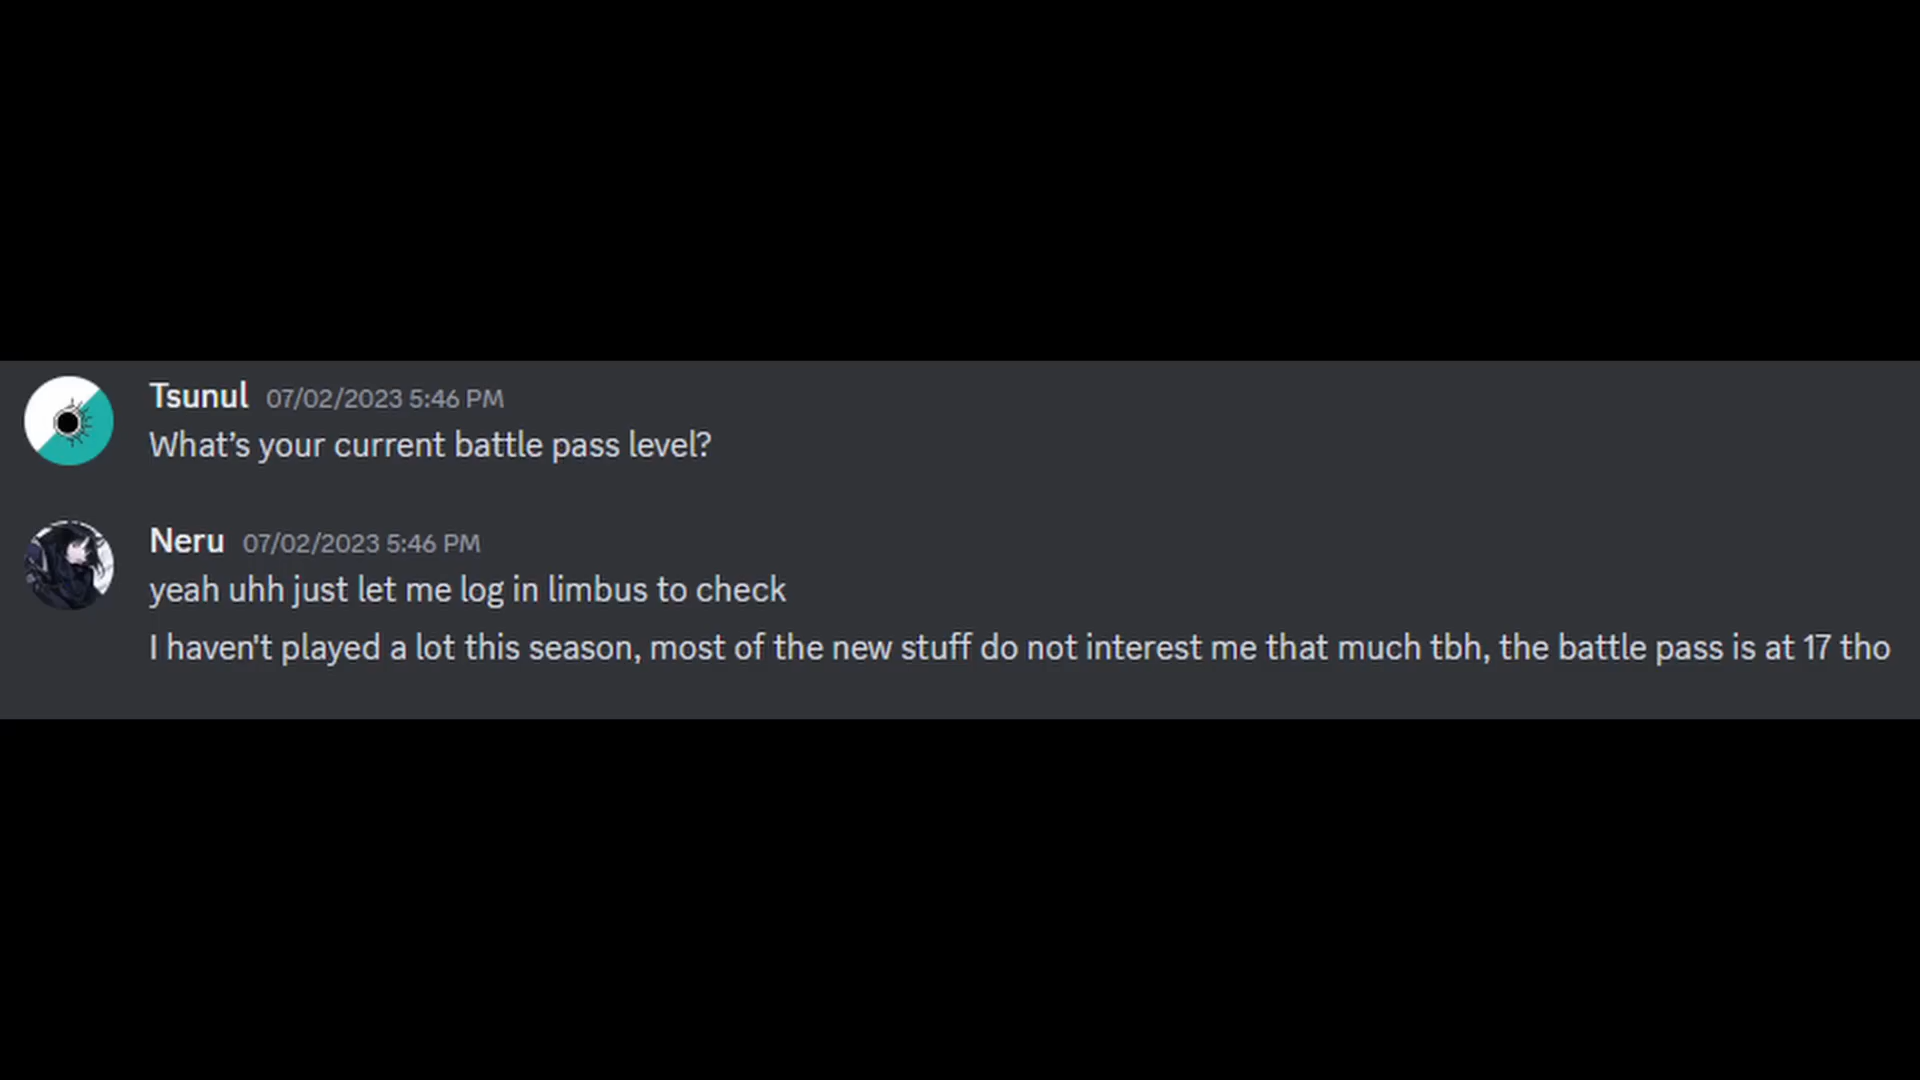 Tsunul 07/02/2023 5:46 PM
What’s your current battle pass level?
Neru 07/02/2023 5:46 PM
yeah uhh just let me log in limbus to check
I haven't played a lot this season, most of the new stuff do not interest me that much tbh, the battle pass is at 17 tho